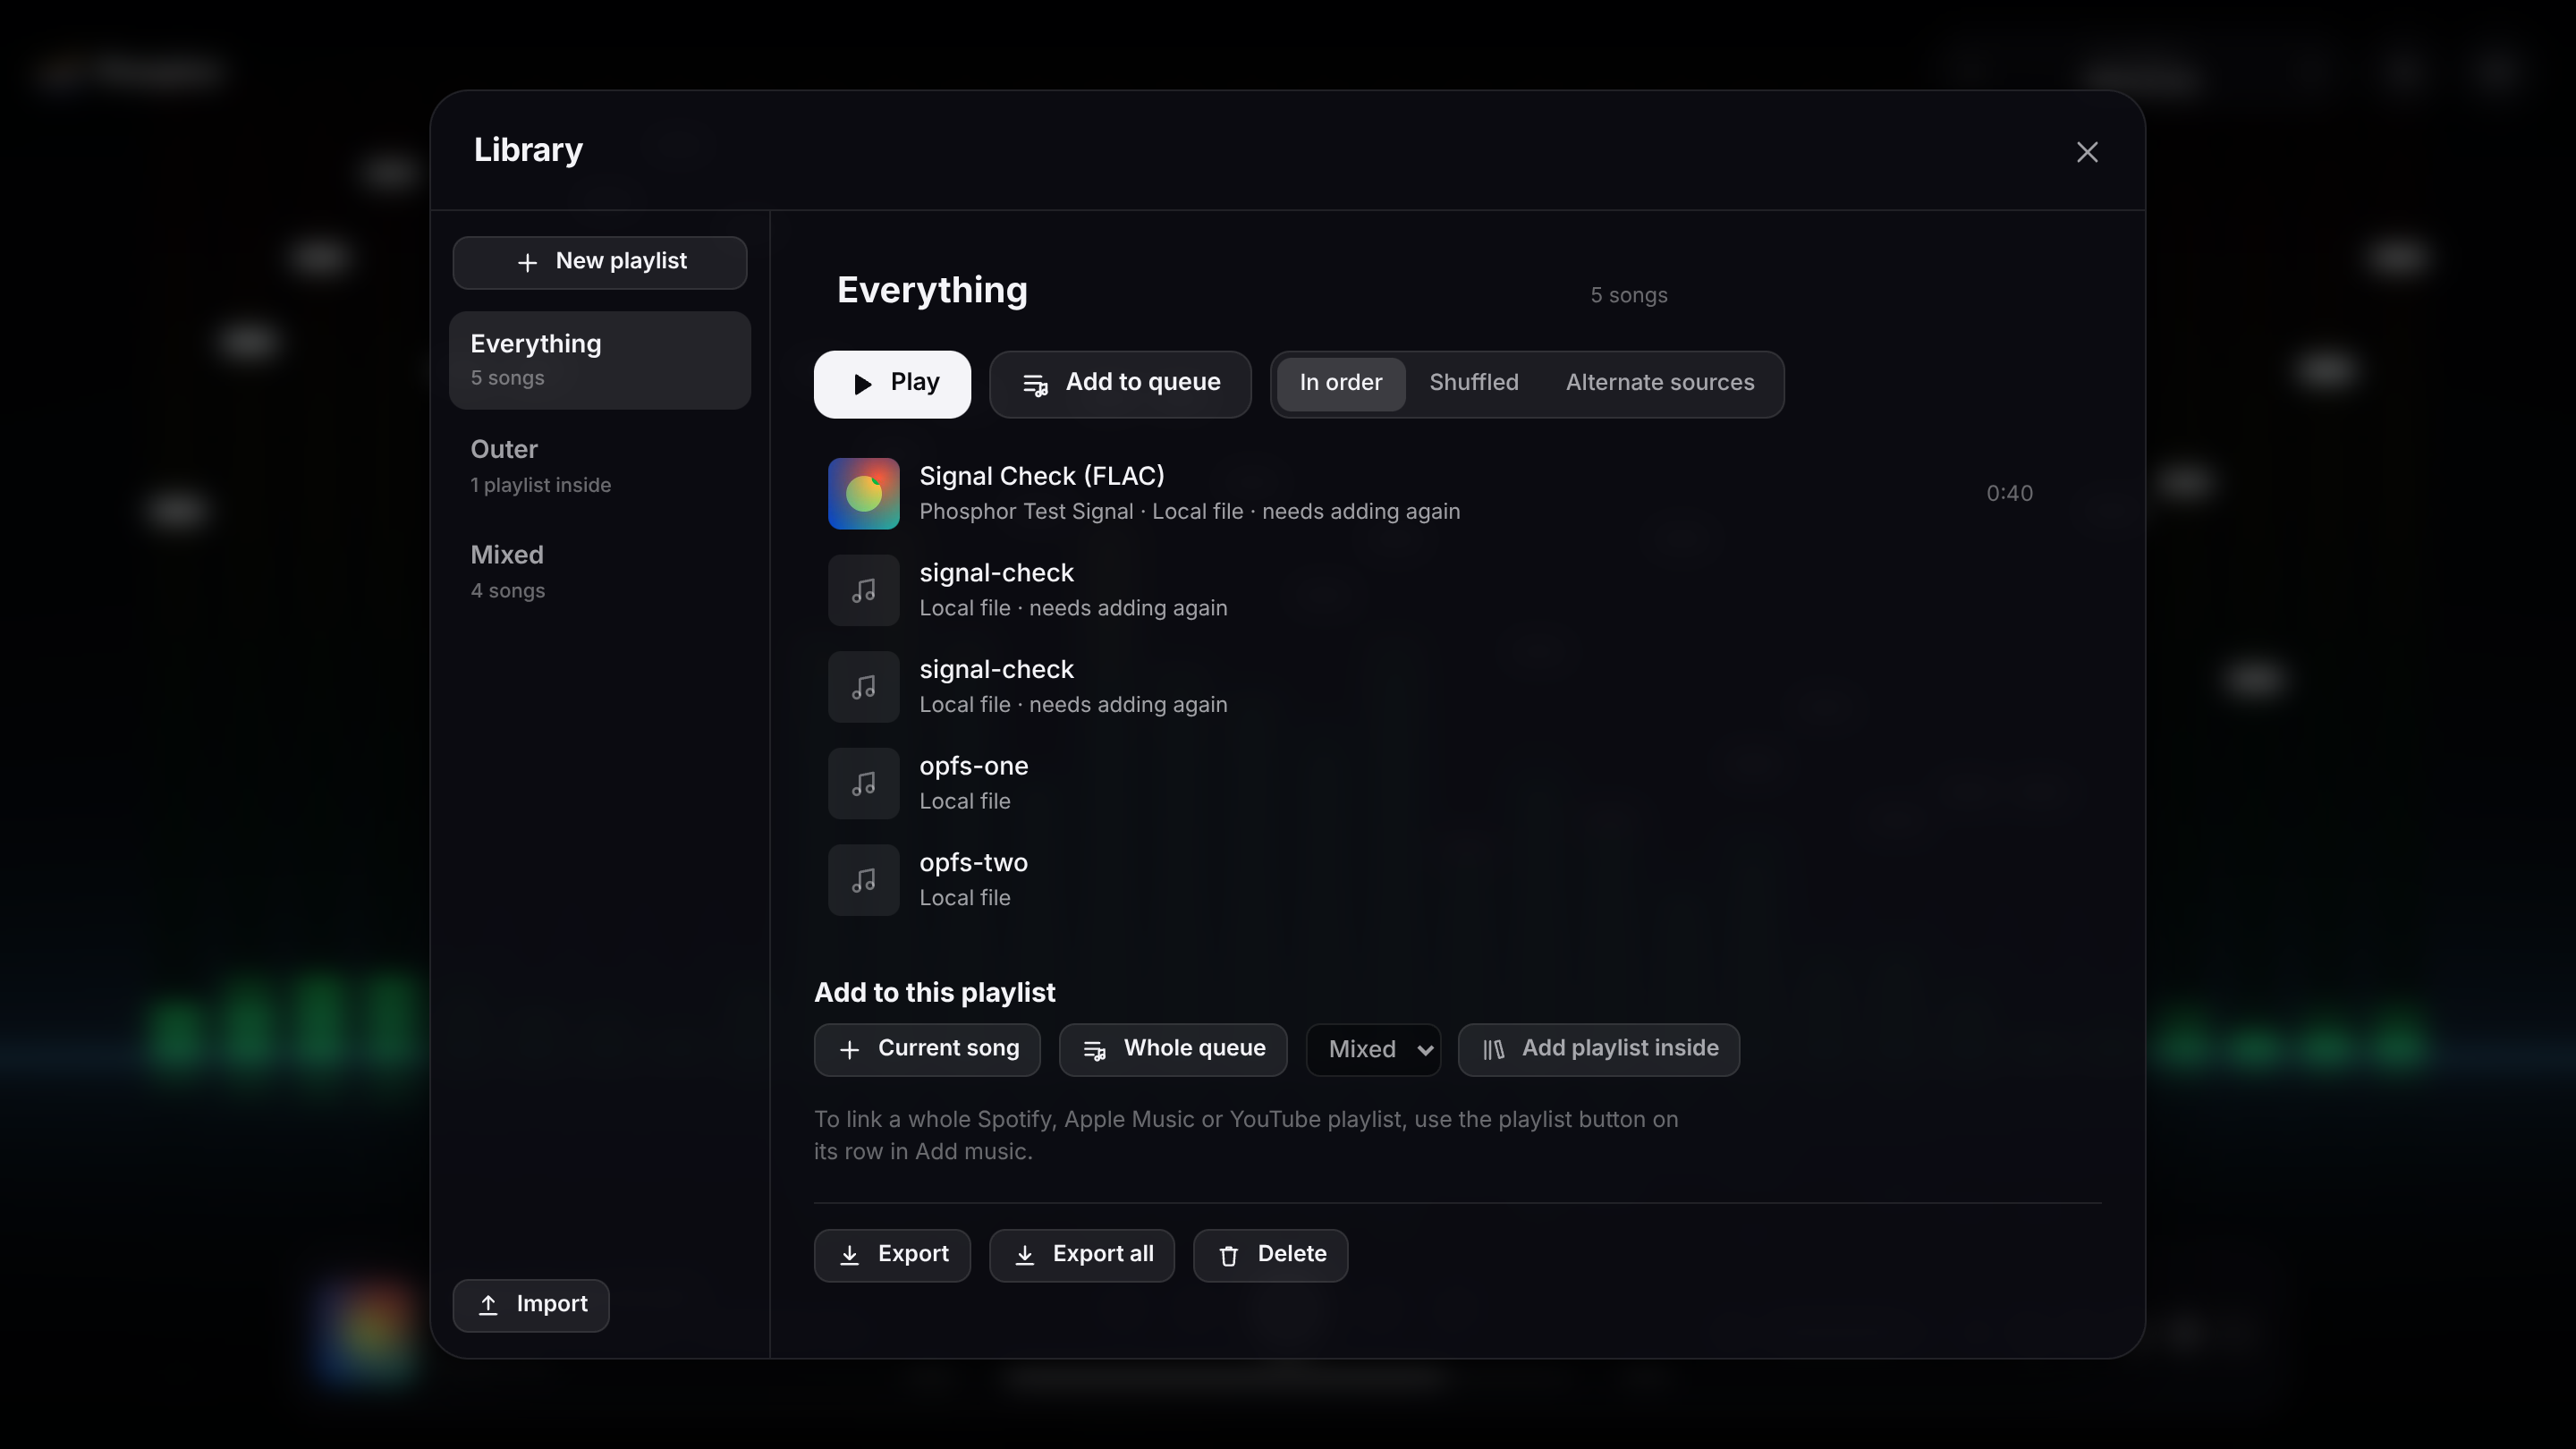 Library
New playlist
Everything
5 songs
Outer
1 playlist inside
Mixed
4 songs
Import
Everything
5 songs
Play
Add to queue
In order
Shuffled
Alternate sources
Signal Check (FLAC)
Phosphor Test Signal · Local file · needs adding again
0:40
signal-check
Local file · needs adding again
signal-check
Local file · needs adding again
opfs-one
Local file
opfs-two
Local file
Add to this playlist
Current song
Whole queue
Mixed
Add playlist inside
To link a whole Spotify, Apple Music or YouTube playlist, use the playlist button on
its row in Add music.
Export
Export all
Delete